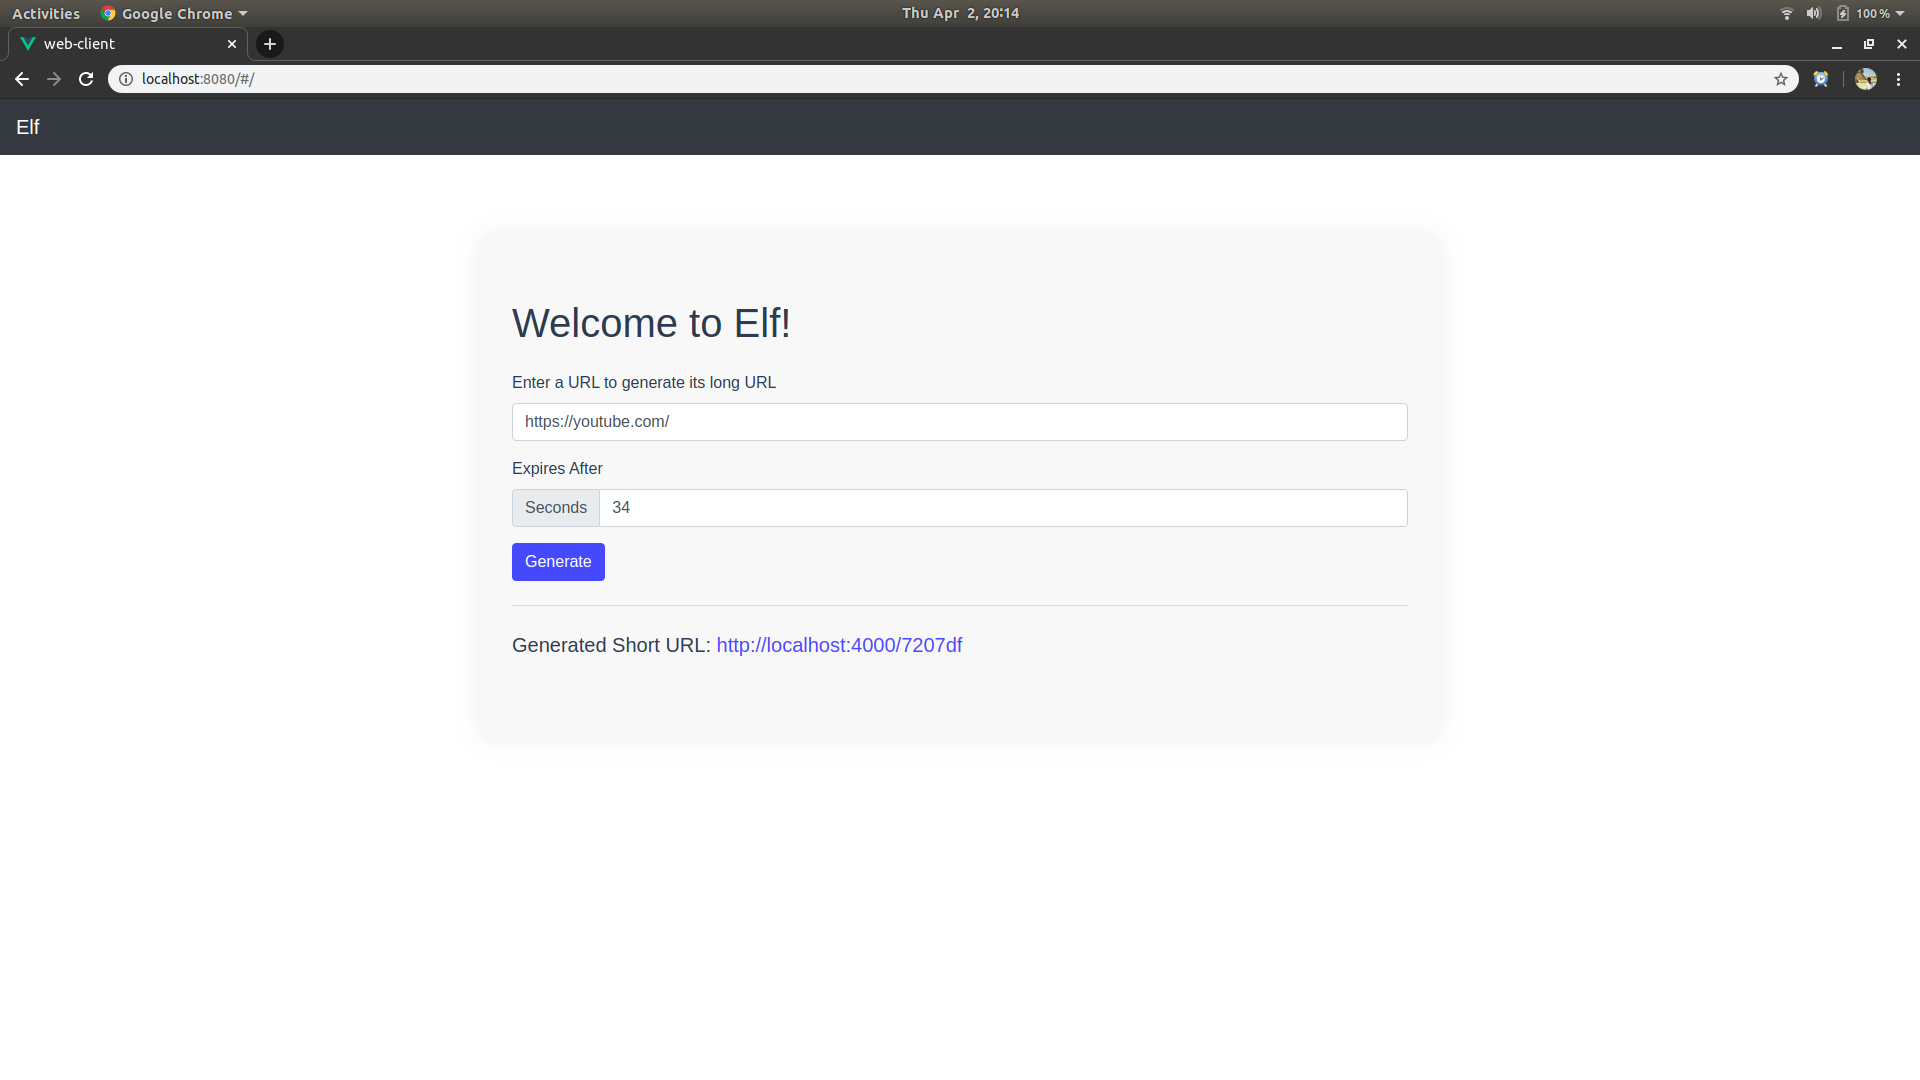 Activities Google Chrome Thu Apr 2, 20:14 100 %
web-client
localhost:8080/#/
Elf
Welcome to Elf!
Enter a URL to generate its long URL
https://youtube.com/
Expires After
Seconds 34
Generate
Generated Short URL: http://localhost:4000/7207df